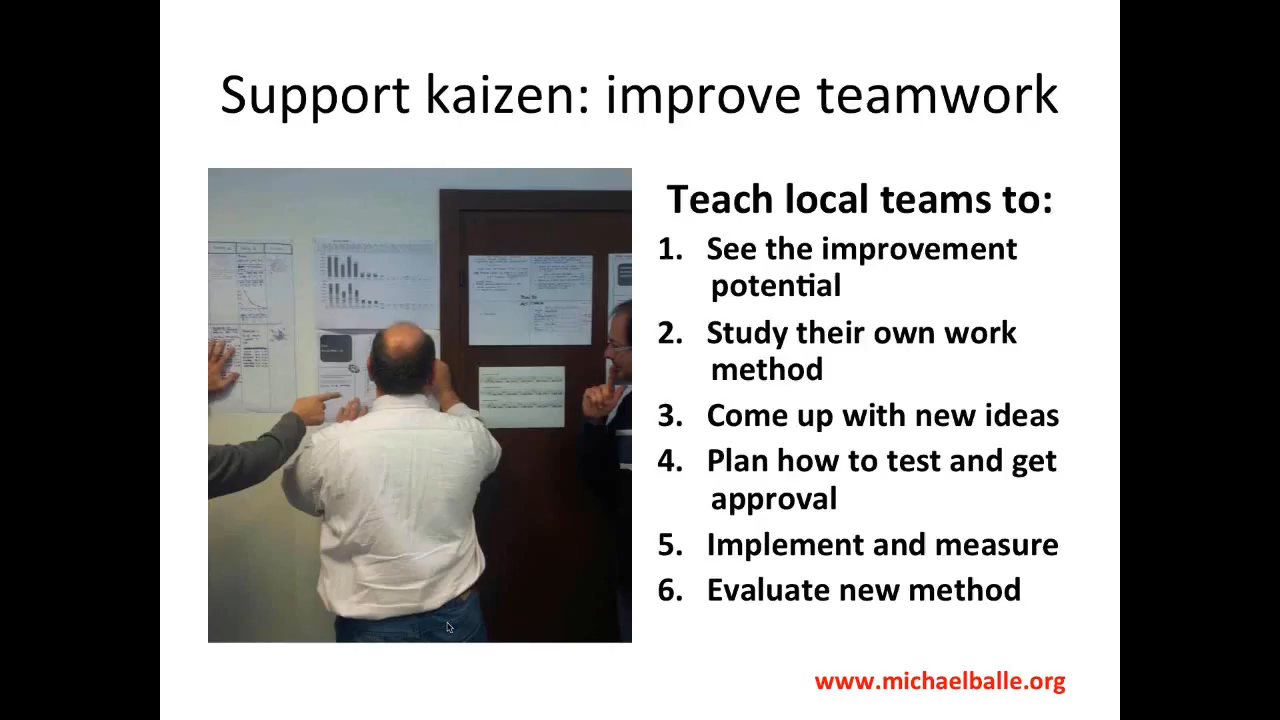 Support kaizen: improve teamwork
Teach local teams to:
1. See the improvement
potential
2. Study their own work
method
3. Come up with new ideas
4. Plan how to test and get
approval
5. Implement and measure
6. Evaluate new method
www.michaelballe.org